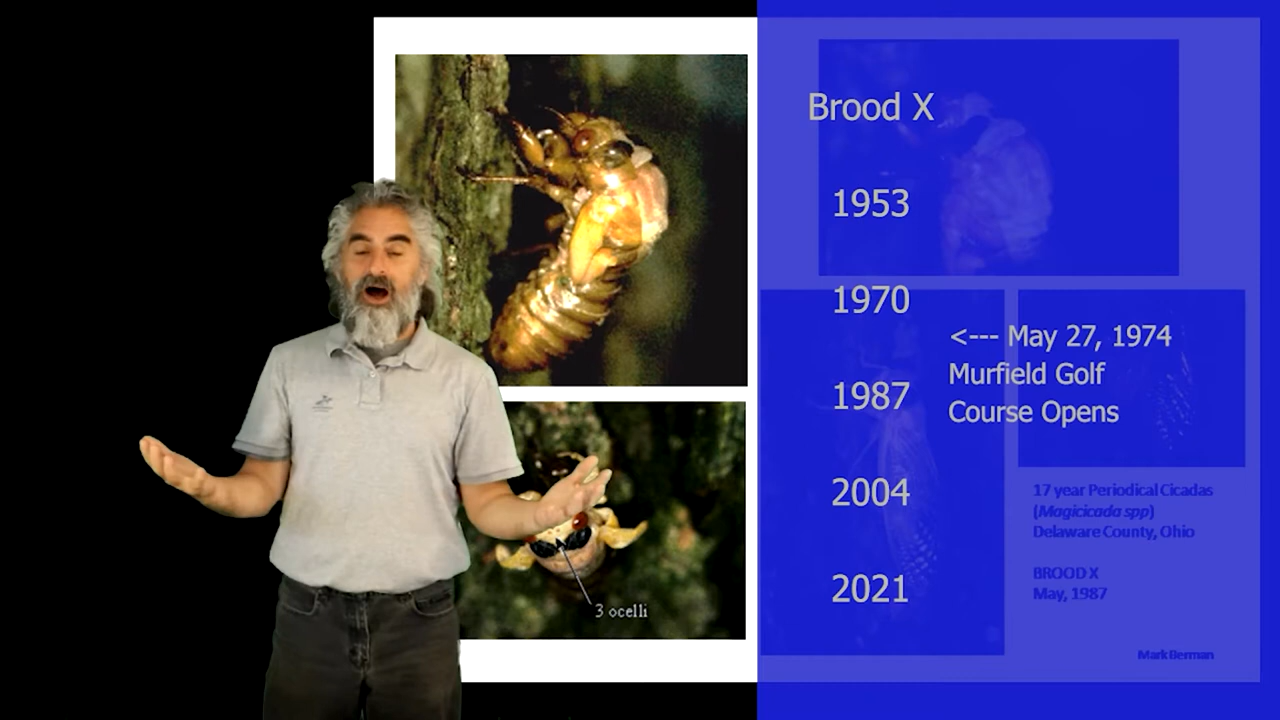 Brood X
1953
1970
<--- May 27, 1974
Murfield Golf
1987
Course Opens
2004
2021
3 ocelli
17 year Periodical Cicadas
(Magicicada spp)
Delaware County, Ohio
BROOD X
May, 1987
Mark Berman